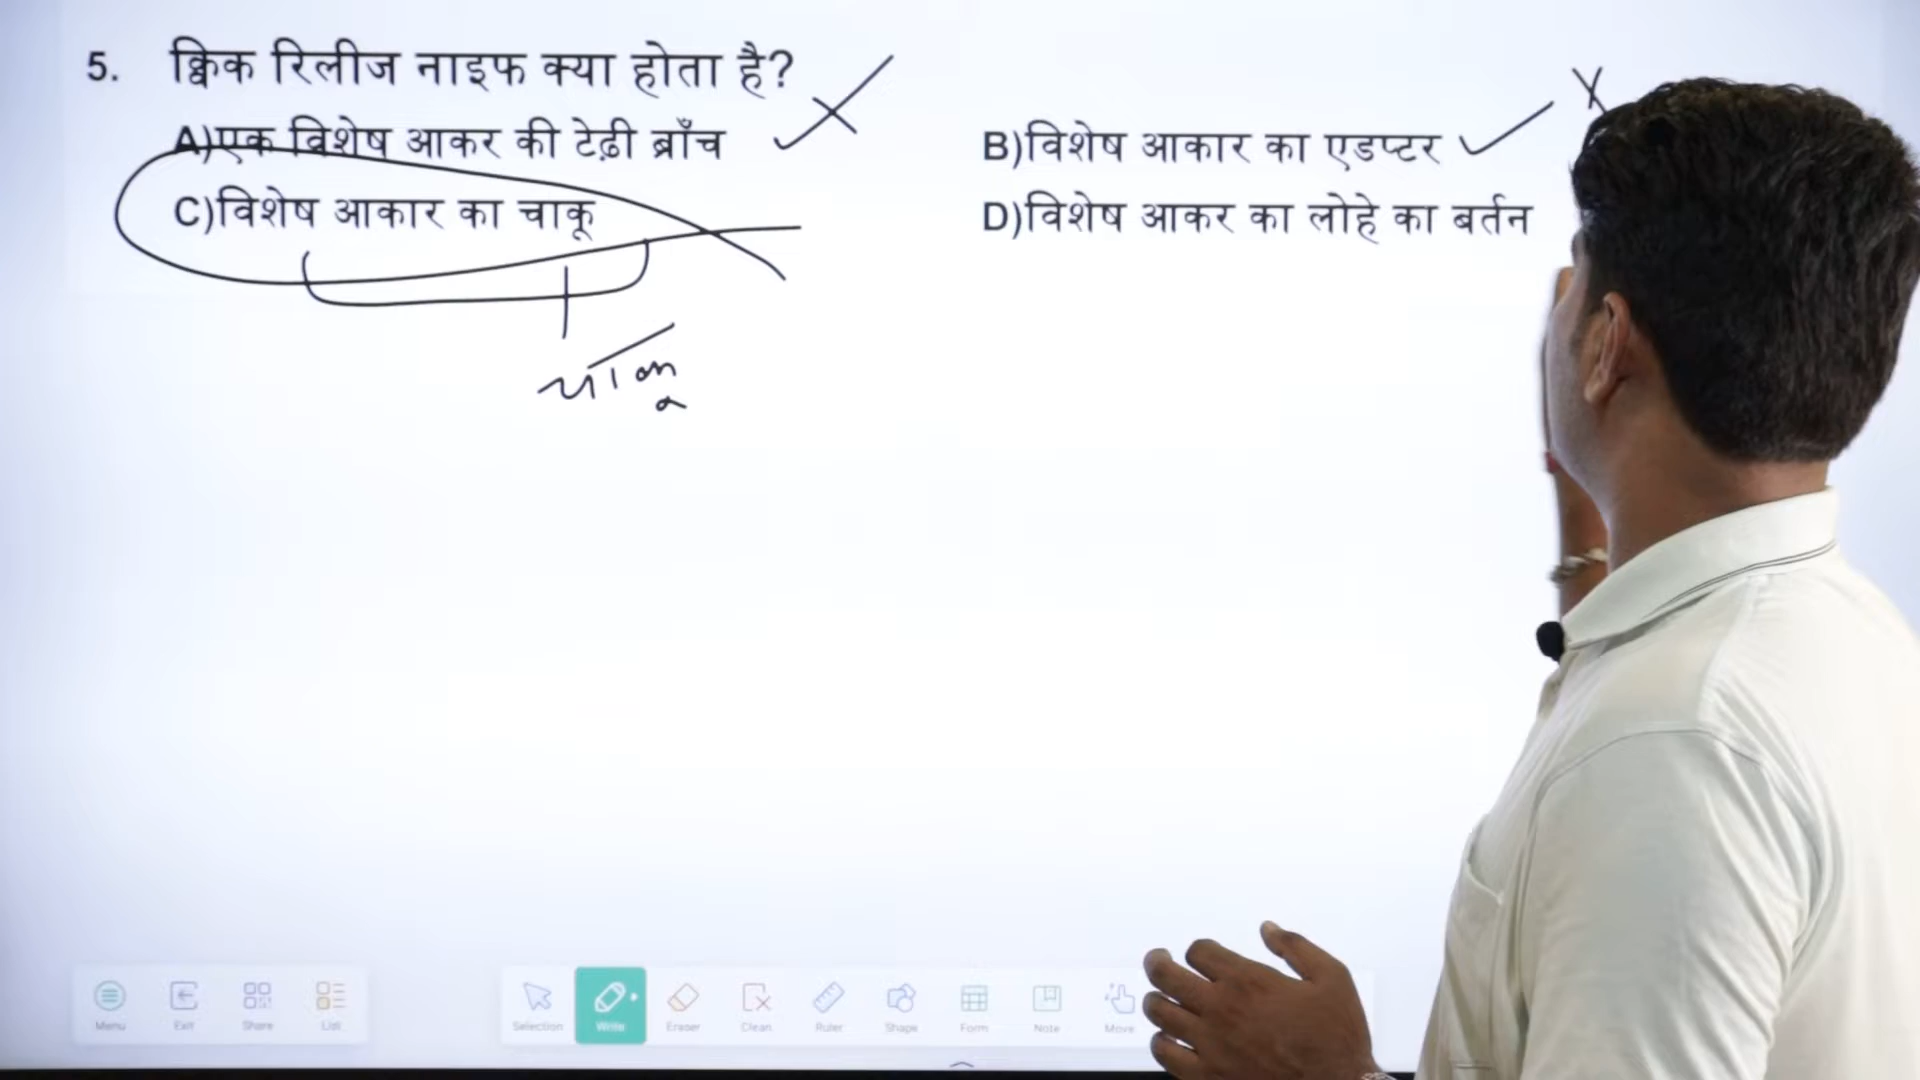 5. क्विक रिलीज नाइफ क्या होता है?
A)एक विशेष आकर की टेढ़ी ब्राँच
B)विशेष आकार का एडप्टर
C)विशेष आकार का चाकू
D)विशेष आकर का लोहे का बर्तन
चाकू
Menu Exit Share List Selection Write Eraser Clean Ruler Shape Form Note Move